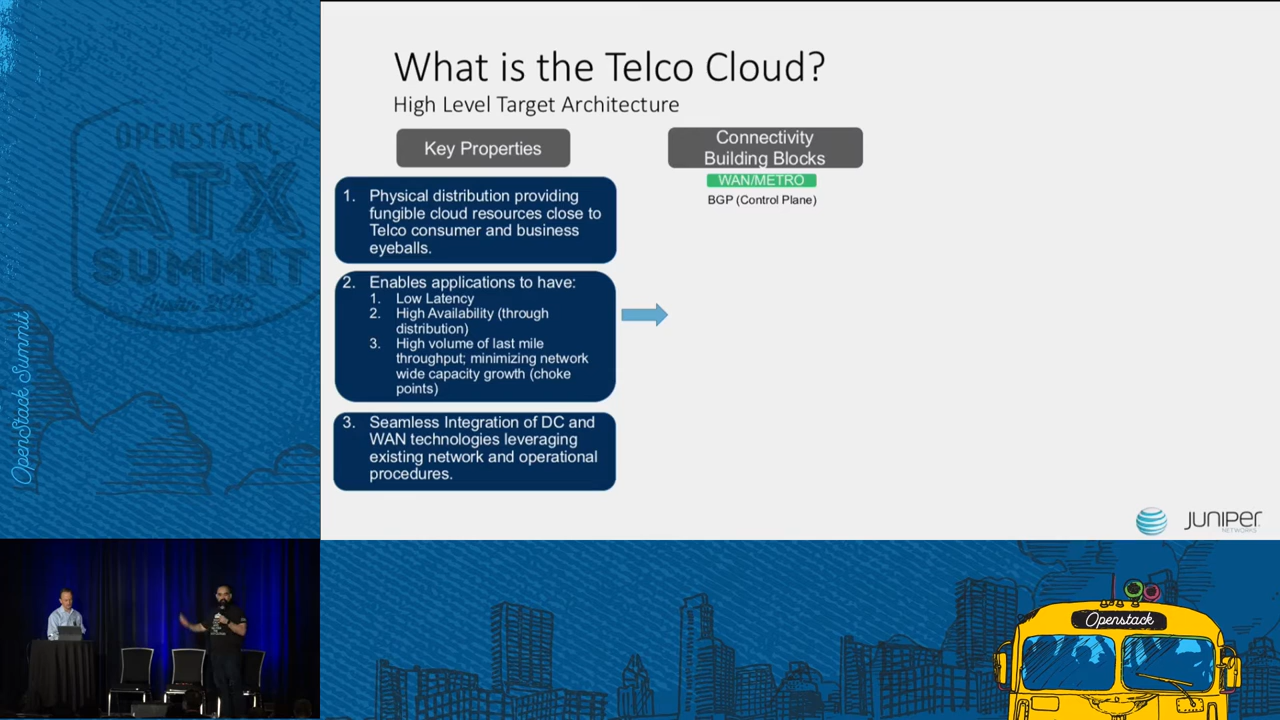 What is the Telco Cloud?
High Level Target Architecture
Key Properties
Connectivity
Building Blocks
WAN/METRO
BGP (Control Plane)
1. Physical distribution providing
fungible cloud resources close to
Telco consumer and business
eyeballs.
2. Enables applications to have:
1. Low Latency
2. High Availability (through
distribution)
3. High volume of last mile
throughput; minimizing network
wide capacity growth (choke
points)
3. Seamless Integration of DC and
WAN technologies leveraging
existing network and operational
procedures.
JUNIPER
NETWORKS
OPENSTACK
ATX
SUMMIT
OpenStack Summit
Openstack